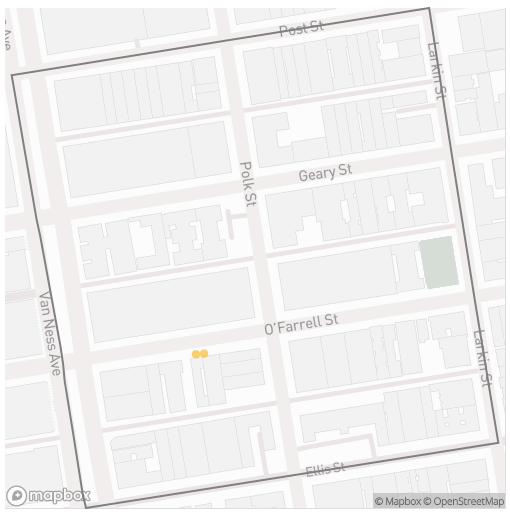 Post St
Ave
Larkin St
Polk St
Geary St
Van Ness Ave
O'Farrell St
Larkin St
Ellis St
mapbox
© Mapbox © OpenStreetMap